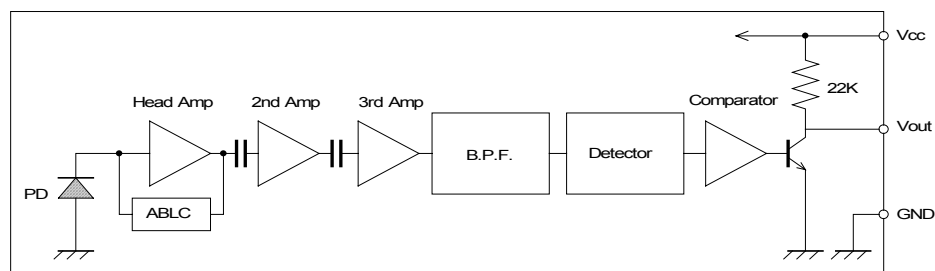 Vcc
Head Amp
2nd Amp
3rd Amp
Comparator
22K
Vout
B.P.F.
Detector
PD
ABLC
GND